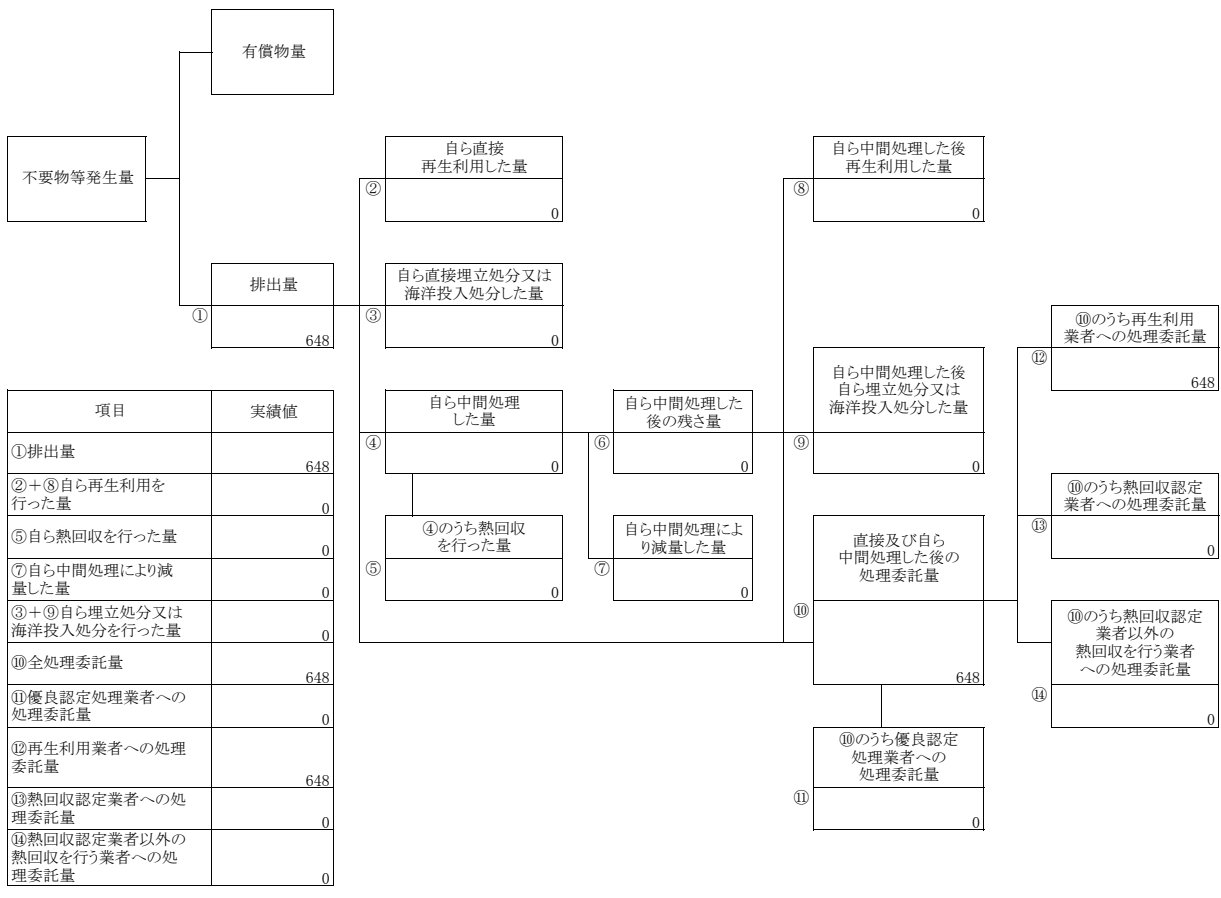 有償物量
不要物等発生量
自ら直接
再生利用した量
②
0
自ら中間処理した後
再生利用した量
⑧
0
排出量
①
648
自ら直接埋立処分又は
海洋投入処分した量
③
0
⑩のうち再生利用
業者への処理委託量
⑫
648
自ら中間処理
した量
④
0
自ら中間処理した
後の残さ量
⑥
0
自ら中間処理した後
自ら埋立処分又は
海洋投入処分した量
⑨
0
④のうち熱回収
を行った量
⑤
0
自ら中間処理によ
り減量した量
⑦
0
直接及び自ら
中間処理した後の
処理委託量
⑩
648
⑩のうち熱回収認定
業者への処理委託量
⑬
0
⑩のうち熱回収認定
業者以外の
熱回収を行う業者
への処理委託量
⑭
0
⑩のうち優良認定
処理業者への
処理委託量
⑪
0
項目 実績値
①排出量
648
②+⑧自ら再生利用を
行った量
0
⑤自ら熱回収を行った量
0
⑦自ら中間処理により減
量した量
0
③+⑨自ら埋立処分又は
海洋投入処分を行った量
0
⑩全処理委託量
648
⑪優良認定処理業者への
処理委託量
0
⑫再生利用業者への処理
委託量
648
⑬熱回収認定業者への処
理委託量
0
⑭熱回収認定業者以外の
熱回収を行う業者への処
理委託量
0